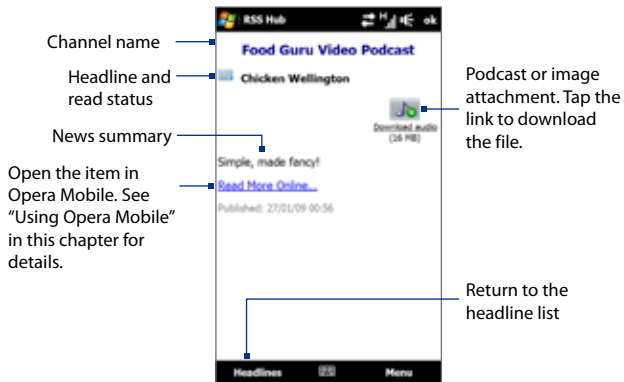 RSS Hub
H
ok
Channel name
Food Guru Video Podcast
Headline and
read status
Chicken Wellington
Podcast or image
attachment. Tap the
link to download
the file.
Download audio
(16 MB)
News summary
Simple, made fancy!
Open the item in
Opera Mobile. See
“Using Opera Mobile”
in this chapter for
details.
Read More Online...
Published: 27/01/09 00:56
Return to the
headline list
Headlines
Menu